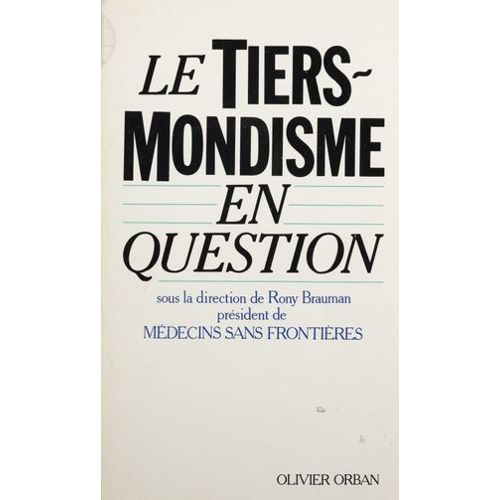 LE TIERS-
MONDISME
EN
QUESTION
sous la direction de Rony Brauman
président de
MÉDECINS SANS FRONTIÈRES
OLIVIER ORBAN